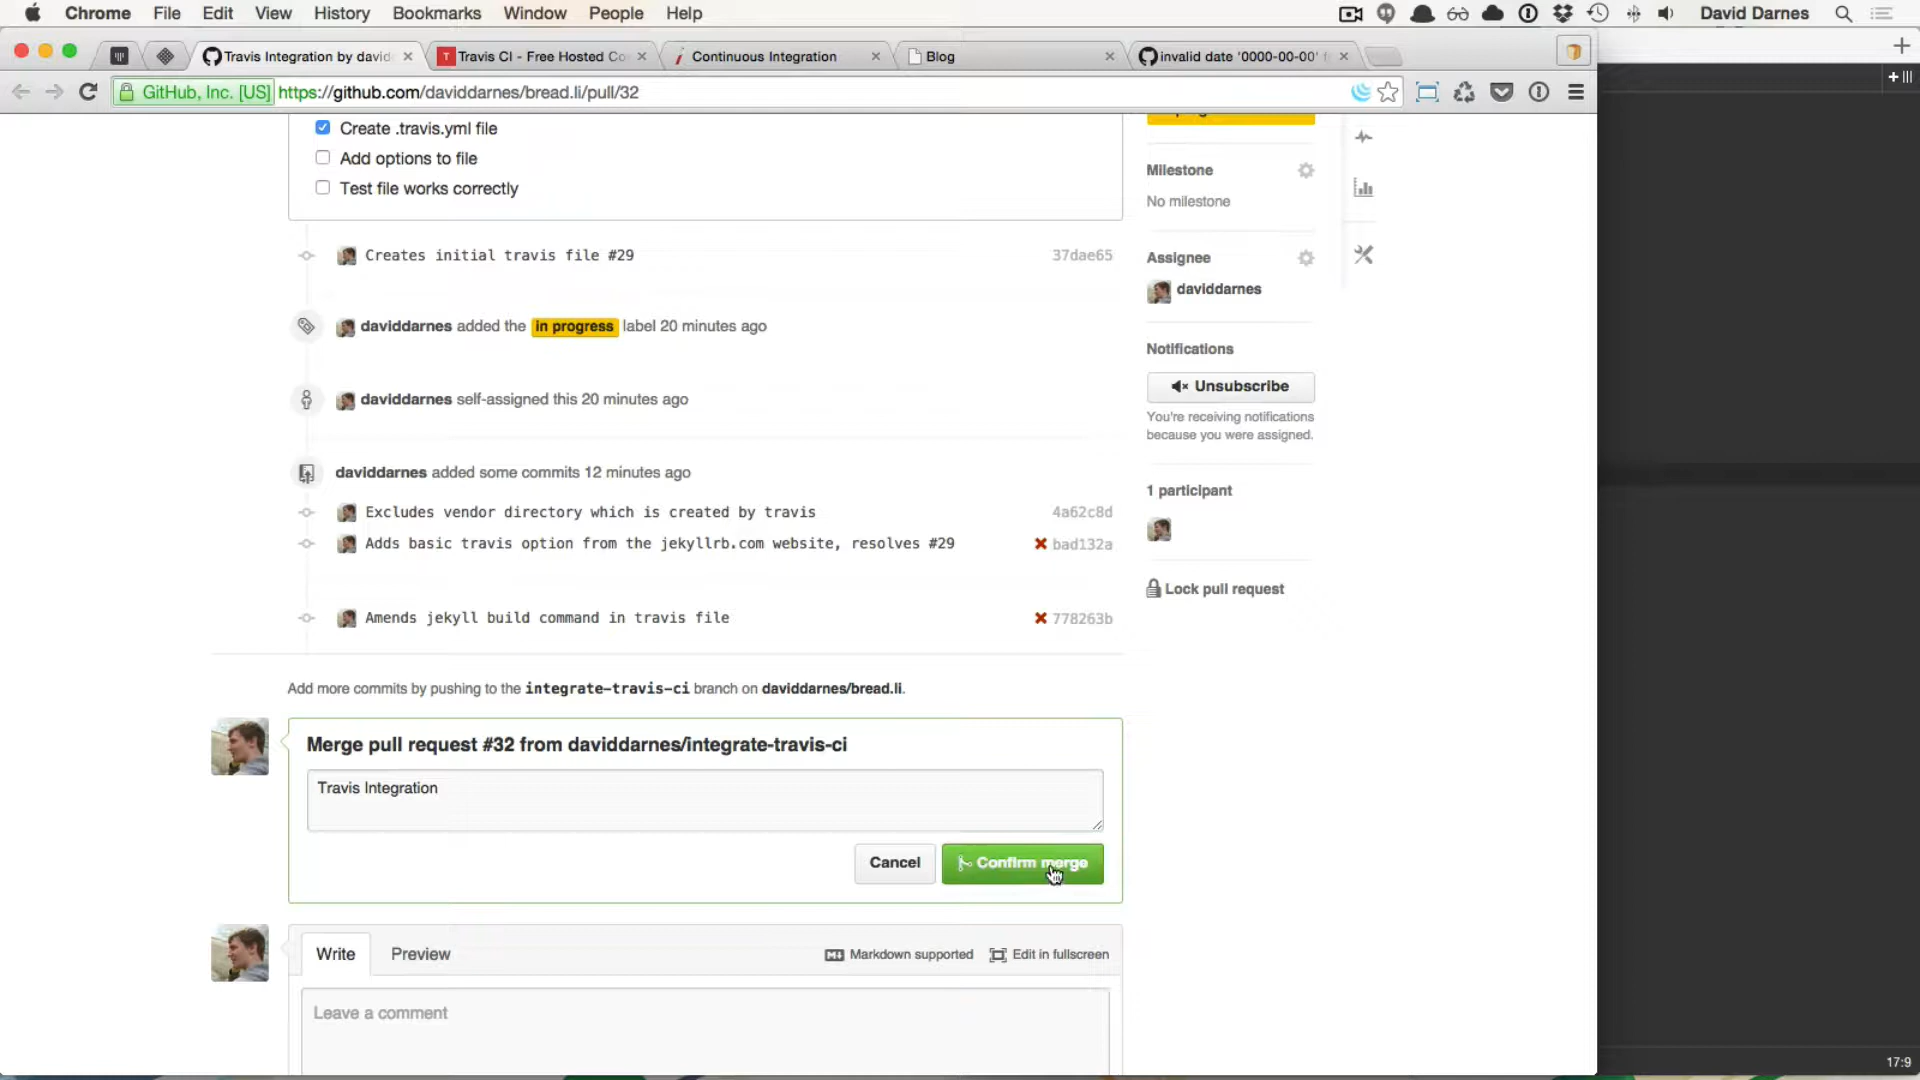 Chrome File Edit View History Bookmarks Window People Help David Darnes
Travis Integration by david
Travis CI - Free Hosted Co
Continuous Integration
Blog
invalid date '0000-00-00'
GitHub, Inc. [US] https://github.com/daviddarnes/bread.li/pull/32
Create .travis.yml file
Add options to file
Test file works correctly
Creates initial travis file #29 37dae65
daviddarnes added the in progress label 20 minutes ago
daviddarnes self-assigned this 20 minutes ago
daviddarnes added some commits 12 minutes ago
Excludes vendor directory which is created by travis 4a62c8d
Adds basic travis option from the jekyllrb.com website, resolves #29 bad132a
Amends jekyll build command in travis file 778263b
Add more commits by pushing to the integrate-travis-ci branch on daviddarnes/bread.li.
Merge pull request #32 from daviddarnes/integrate-travis-ci
Travis Integration
Cancel Confirm merge
Write Preview Markdown supported Edit in fullscreen
Leave a comment
Milestone
No milestone
Assignee
daviddarnes
Notifications
Unsubscribe
You're receiving notifications
because you were assigned.
1 participant
Lock pull request
17:9